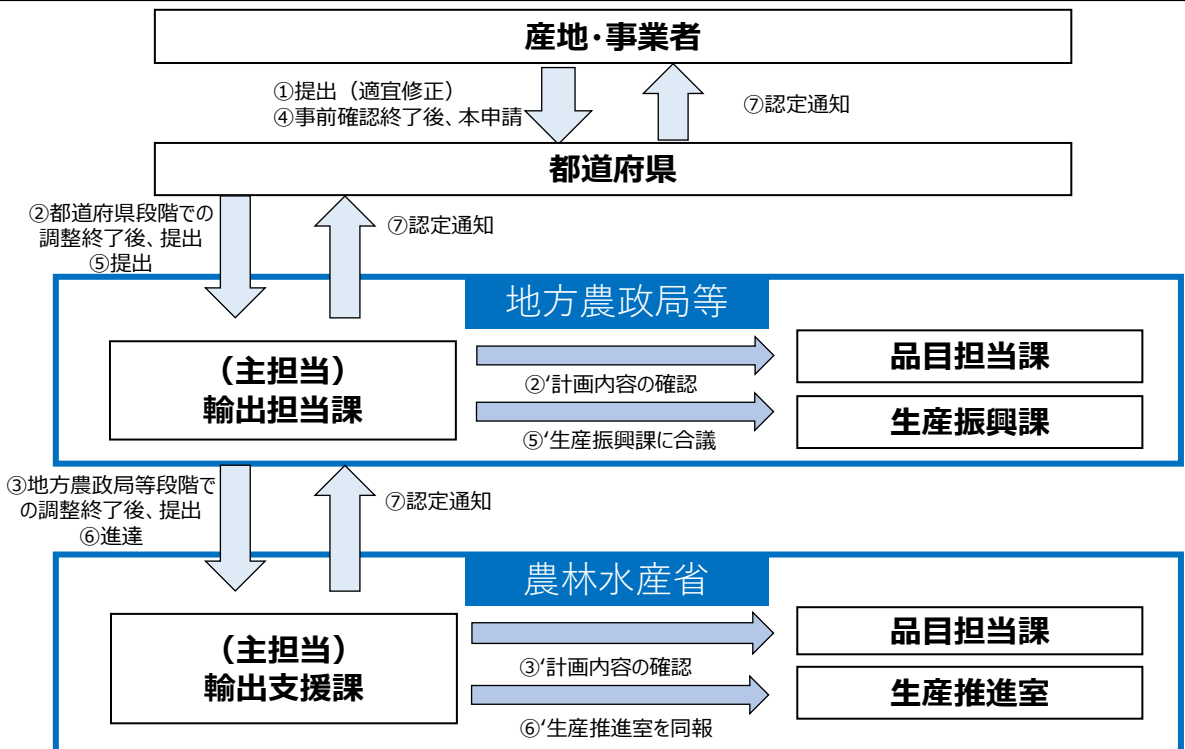 産地・事業者
①提出（適宜修正）
④事前確認終了後、本申請
⑦認定通知
都道府県
②都道府県段階での
調整終了後、提出
⑤提出
⑦認定通知
地方農政局等
（主担当）
輸出担当課
②‘計画内容の確認
⑤‘生産振興課に合議
品目担当課
生産振興課
③地方農政局等段階で
の調整終了後、提出
⑥進達
⑦認定通知
農林水産省
（主担当）
輸出支援課
③‘計画内容の確認
⑥‘生産推進室を同報
品目担当課
生産推進室